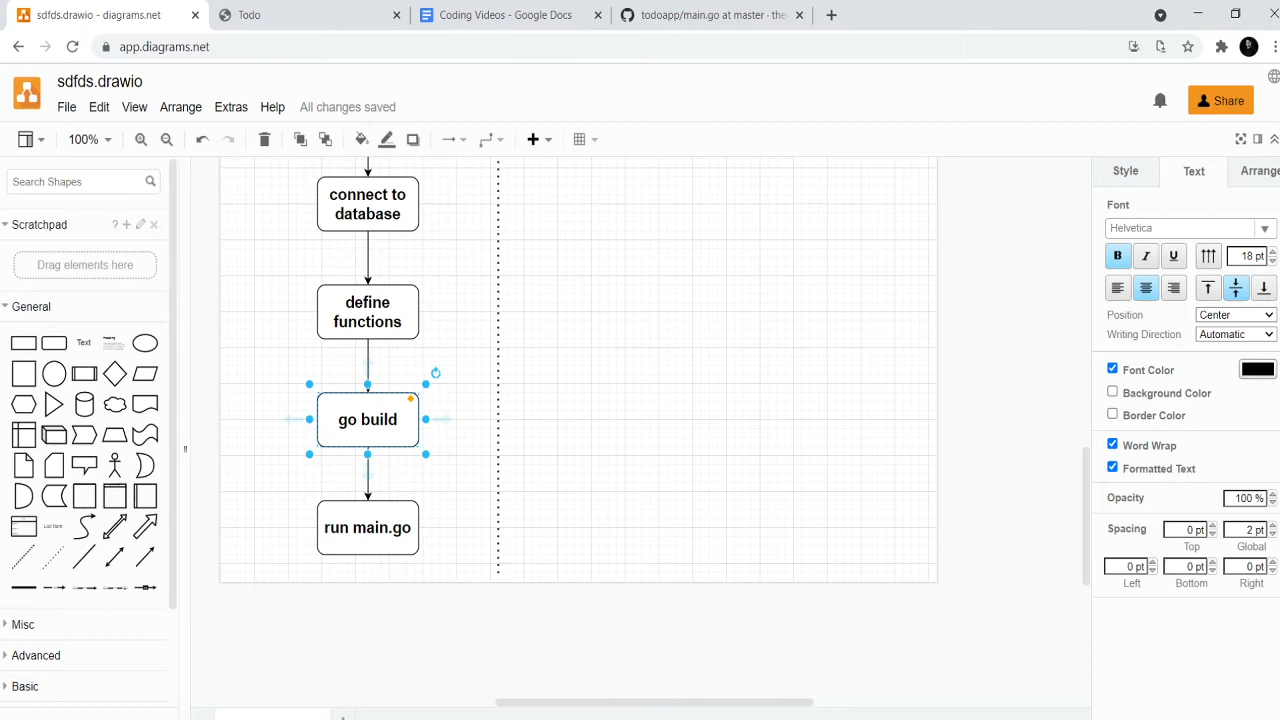 sdfds.drawio - diagrams.net
Todo
Coding Videos - Google Docs
todoapp/main.go at master · the
app.diagrams.net
sdfds.drawio
File Edit View Arrange Extras Help All changes saved
Share
100%
Search Shapes
Scratchpad
?
Drag elements here
General
Text
Heading
List Item
Misc
Advanced
Basic
connect to
database
define
functions
go build
run main.go
Style Text Arrange
Font
Helvetica
B I U 18 pt
Position Center
Writing Direction Automatic
Font Color
Background Color
Border Color
Word Wrap
Formatted Text
Opacity 100 %
Spacing 0 pt 2 pt
Top Global
0 pt 0 pt 0 pt
Left Bottom Right